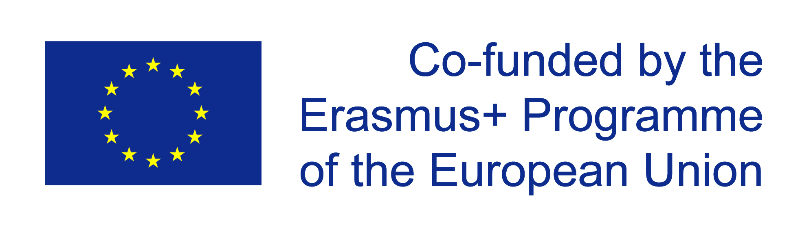 Co-funded by the
Erasmus+ Programme
of the European Union